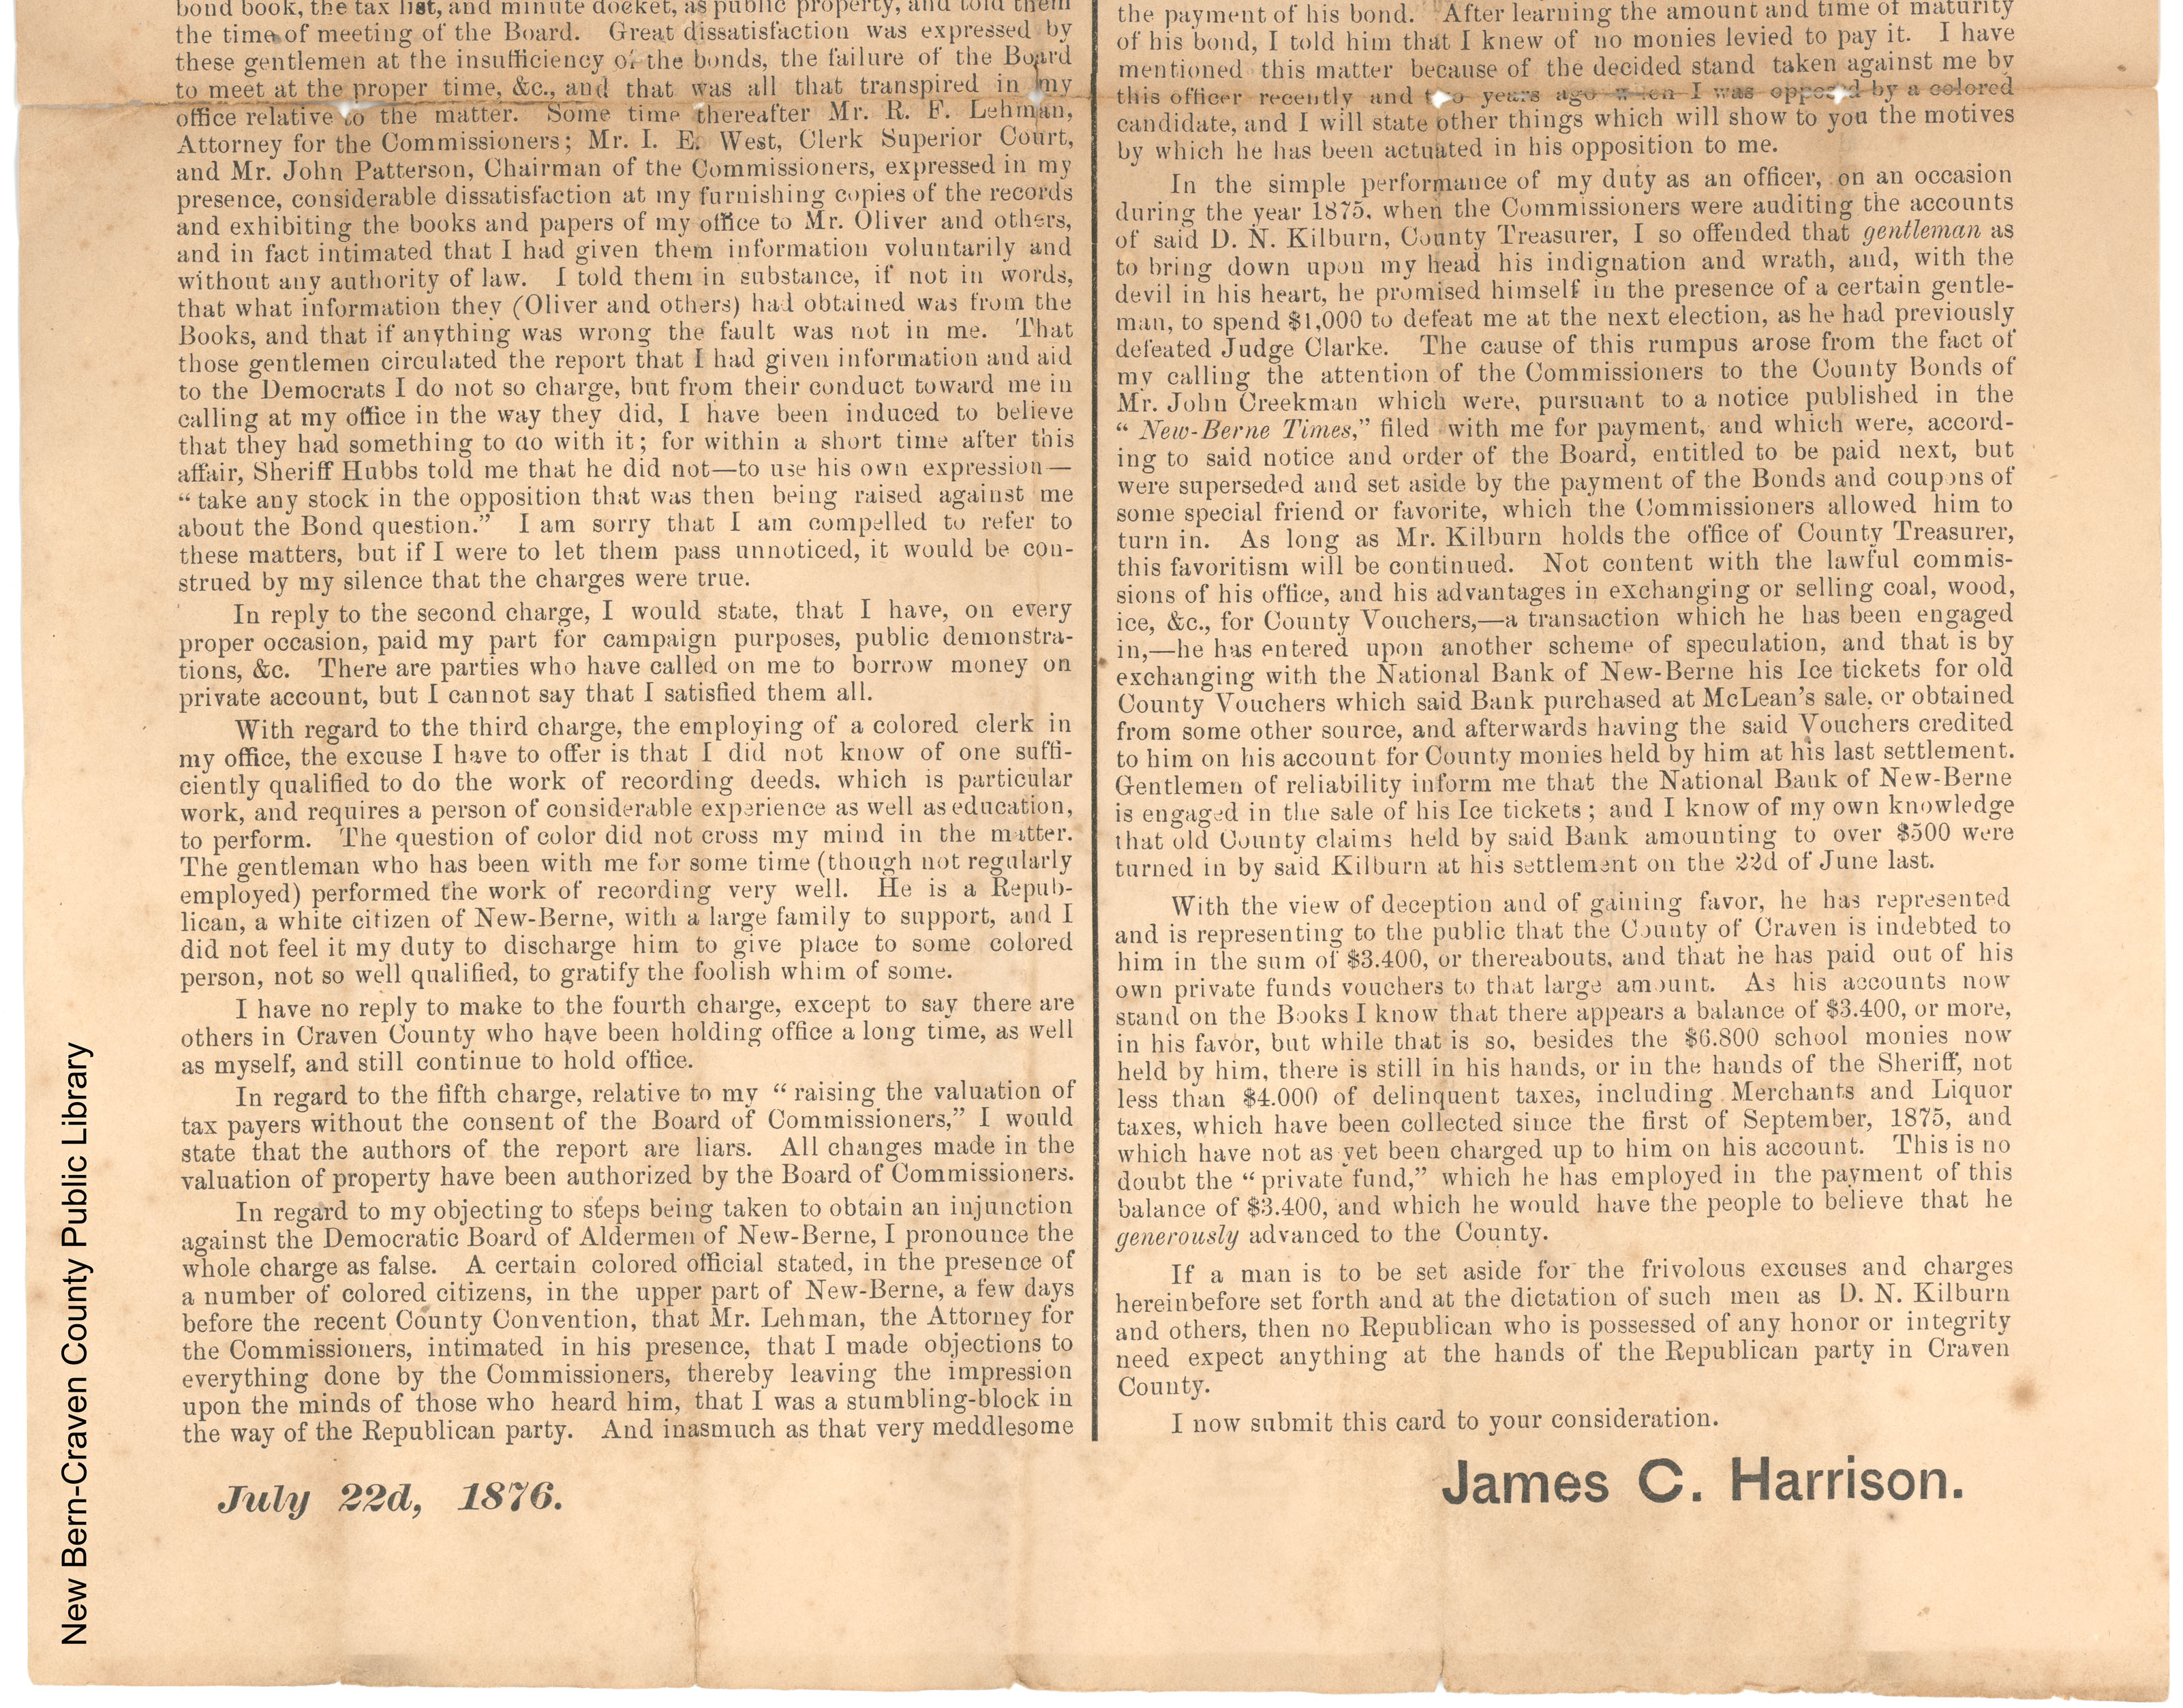 bond book, the tax list, and minute docket, as public property, and told them
the time of meeting of the Board. Great dissatisfaction was expressed by
these gentlemen at the insufficiency of the bonds, the failure of the Board
to meet at the proper time, &c., and that was all that transpired in my
office relative to the matter. Some time thereafter Mr. R. F. Lehman,
Attorney for the Commissioners; Mr. I. E. West, Clerk Superior Court,
and Mr. John Patterson, Chairman of the Commissioners, expressed in my
presence, considerable dissatisfaction at my furnishing copies of the records
and exhibiting the books and papers of my office to Mr. Oliver and others,
and in fact intimated that I had given them information voluntarily and
without any authority of law. I told them in substance, if not in words,
that what information they (Oliver and others) had obtained was from the
Books, and that if anything was wrong the fault was not in me. That
those gentlemen circulated the report that I had given information and aid
to the Democrats I do not so charge, but from their conduct toward me in
calling at my office in the way they did, I have been induced to believe
that they had something to do with it; for within a short time after this
affair, Sheriff Hubbs told me that he did not—to use his own expression—
“take any stock in the opposition that was then being raised against me
about the Bond question.” I am sorry that I am compelled to refer to
these matters, but if I were to let them pass unnoticed, it would be con-
strued by my silence that the charges were true.
In reply to the second charge, I would state, that I have, on every
proper occasion, paid my part for campaign purposes, public demonstra-
tions, &c. There are parties who have called on me to borrow money on
private account, but I cannot say that I satisfied them all.
With regard to the third charge, the employing of a colored clerk in
my office, the excuse I have to offer is that I did not know of one suffi-
ciently qualified to do the work of recording deeds, which is particular
work, and requires a person of considerable experience as well as education,
to perform. The question of color did not cross my mind in the matter.
The gentleman who has been with me for some time (though not regularly
employed) performed the work of recording very well. He is a Repub-
lican, a white citizen of New-Berne, with a large family to support, and I
did not feel it my duty to discharge him to give place to some colored
person, not so well qualified, to gratify the foolish whim of some.
I have no reply to make to the fourth charge, except to say there are
others in Craven County who have been holding office a long time, as well
as myself, and still continue to hold office.
In regard to the fifth charge, relative to my “raising the valuation of
tax payers without the consent of the Board of Commissioners,” I would
state that the authors of the report are liars. All changes made in the
valuation of property have been authorized by the Board of Commissioners.
In regard to my objecting to steps being taken to obtain an injunction
against the Democratic Board of Aldermen of New-Berne, I pronounce the
whole charge as false. A certain colored official stated, in the presence of
a number of colored citizens, in the upper part of New-Berne, a few days
before the recent County Convention, that Mr. Lehman, the Attorney for
the Commissioners, intimated in his presence, that I made objections to
everything done by the Commissioners, thereby leaving the impression
upon the minds of those who heard him, that I was a stumbling-block in
the way of the Republican party. And inasmuch as that very meddlesome
the payment of his bond. After learning the amount and time of maturity
of his bond, I told him that I knew of no monies levied to pay it. I have
mentioned this matter because of the decided stand taken against me by
this officer recently and two years ago when I was opposed by a colored
candidate, and I will state other things which will show to you the motives
by which he has been actuated in his opposition to me.
In the simple performance of my duty as an officer, on an occasion
during the year 1875, when the Commissioners were auditing the accounts
of said D. N. Kilburn, County Treasurer, I so offended that gentleman as
to bring down upon my head his indignation and wrath, and, with the
devil in his heart, he promised himself in the presence of a certain gentle-
man, to spend $1,000 to defeat me at the next election, as he had previously
defeated Judge Clarke. The cause of this rumpus arose from the fact of
my calling the attention of the Commissioners to the County Bonds of
Mr. John Creekman which were, pursuant to a notice published in the
“New-Berne Times,” filed with me for payment, and which were, accord-
ing to said notice and order of the Board, entitled to be paid next, but
were superseded and set aside by the payment of the Bonds and coupons of
some special friend or favorite, which the Commissioners allowed him to
turn in. As long as Mr. Kilburn holds the office of County Treasurer,
this favoritism will be continued. Not content with the lawful commis-
sions of his office, and his advantages in exchanging or selling coal, wood,
ice, &c., for County Vouchers,—a transaction which he has been engaged
in,—he has entered upon another scheme of speculation, and that is by
exchanging with the National Bank of New-Berne his Ice tickets for old
County Vouchers which said Bank purchased at McLean's sale, or obtained
from some other source, and afterwards having the said Vouchers credited
to him on his account for County monies held by him at his last settlement.
Gentlemen of reliability inform me that the National Bank of New-Berne
is engaged in the sale of his Ice tickets; and I know of my own knowledge
that old County claims held by said Bank amounting to over $500 were
turned in by said Kilburn at his settlement on the 22d of June last.
With the view of deception and of gaining favor, he has represented
and is representing to the public that the County of Craven is indebted to
him in the sum of $3.400, or thereabouts, and that he has paid out of his
own private funds vouchers to that large amount. As his accounts now
stand on the Books I know that there appears a balance of $3.400, or more,
in his favor, but while that is so, besides the $6.800 school monies now
held by him, there is still in his hands, or in the hands of the Sheriff, not
less than $4.000 of delinquent taxes, including Merchants and Liquor
taxes, which have been collected since the first of September, 1875, and
which have not as yet been charged up to him on his account. This is no
doubt the “private fund,” which he has employed in the payment of this
balance of $3.400, and which he would have the people to believe that he
generously advanced to the County.
If a man is to be set aside for the frivolous excuses and charges
hereinbefore set forth and at the dictation of such men as D. N. Kilburn
and others, then no Republican who is possessed of any honor or integrity
need expect anything at the hands of the Republican party in Craven
County.
I now submit this card to your consideration.
James C. Harrison.
July 22d, 1876.
New Bern-Craven County Public Library